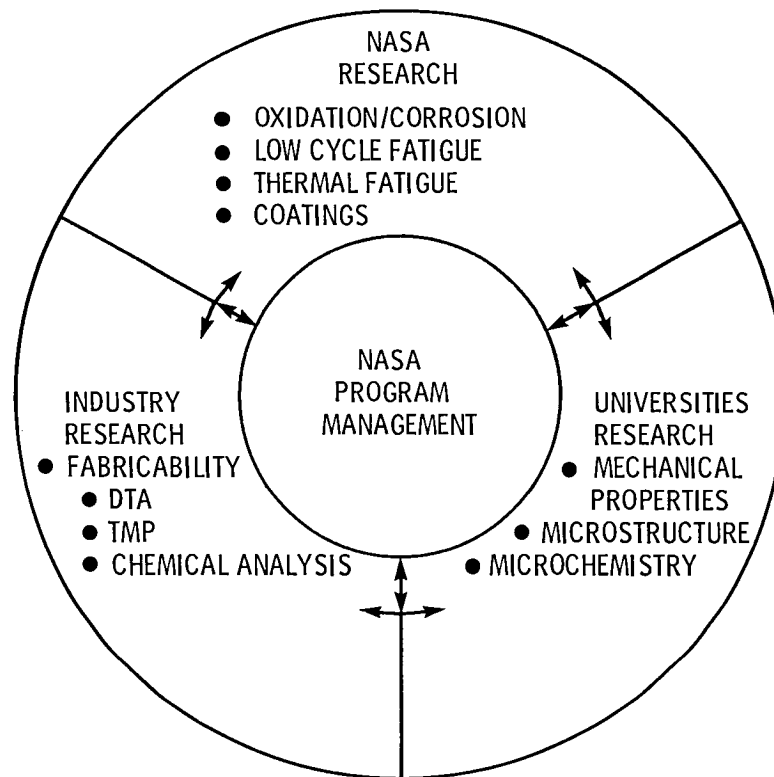 NASA
RESEARCH
● OXIDATION/CORROSION
● LOW CYCLE FATIGUE
● THERMAL FATIGUE
● COATINGS
NASA
PROGRAM
MANAGEMENT
INDUSTRY
RESEARCH
● FABRICABILITY
● DTA
● TMP
● CHEMICAL ANALYSIS
UNIVERSITIES
RESEARCH
● MECHANICAL
PROPERTIES
● MICROSTRUCTURE
● MICROCHEMISTRY